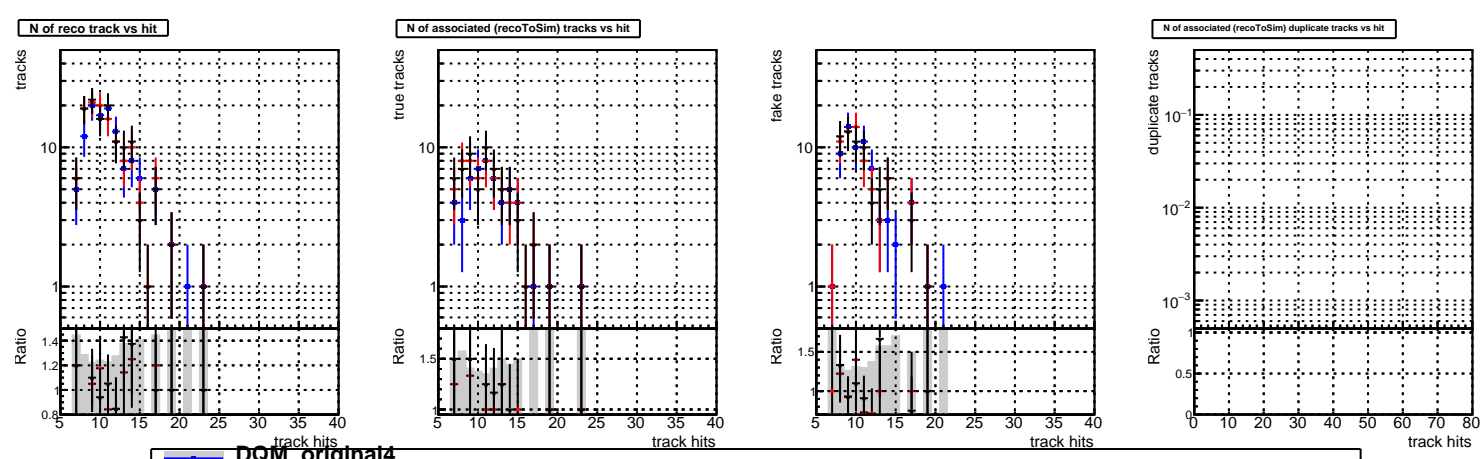 N of reco track vs hit
tracks
10
1
Ratio
1.4
1.2
1
0.8
5 10 15 20 25 30 35 40
track hits
N of associated (recoToSim) tracks vs hit
true tracks
10
1
Ratio
1.5
1
5 10 15 20 25 30 35 40
track hits
fake tracks
10
1
Ratio
1.5
1
5 10 15 20 25 30 35 40
track hits
N of associated (recoToSim) duplicate tracks vs hit
duplicate tracks
10−1
10−2
10−3
Ratio
1
0.5
0
0 10 20 30 40 50 60 70 80
track hits
DQM_original4